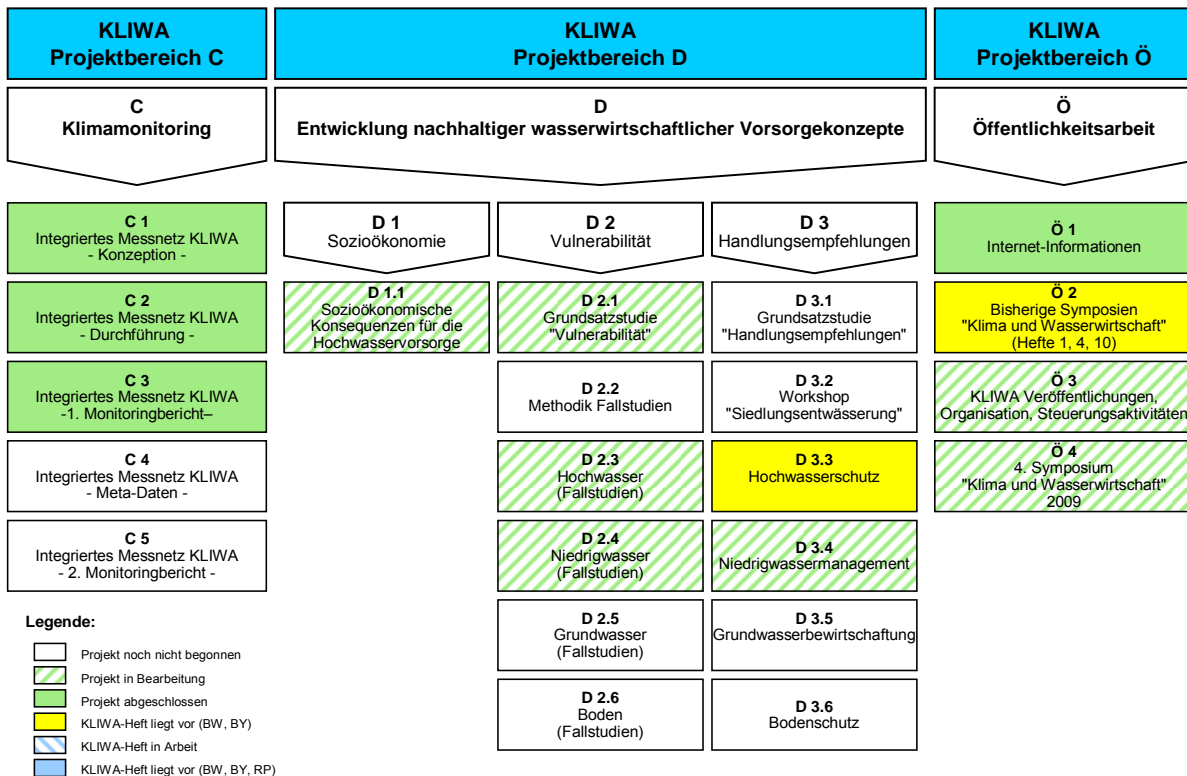 KLIWA
Projektbereich C
KLIWA
Projektbereich D
KLIWA
Projektbereich Ö
C
Klimamonitoring
D
Entwicklung nachhaltiger wasserwirtschaftlicher Vorsorgekonzepte
Ö
Öffentlichkeitsarbeit
C 1
Integriertes Messnetz KLIWA
- Konzeption -
C 2
Integriertes Messnetz KLIWA
- Durchführung -
C 3
Integriertes Messnetz KLIWA
-1. Monitoringbericht–
C 4
Integriertes Messnetz KLIWA
- Meta-Daten -
C 5
Integriertes Messnetz KLIWA
- 2. Monitoringbericht -
D 1
Sozioökonomie
D 1.1
Sozioökonomische
Konsequenzen für die
Hochwasservorsorge
D 2
Vulnerabilität
D 2.1
Grundsatzstudie
"Vulnerabilität"
D 2.2
Methodik Fallstudien
D 2.3
Hochwasser
(Fallstudien)
D 2.4
Niedrigwasser
(Fallstudien)
D 2.5
Grundwasser
(Fallstudien)
D 2.6
Boden
(Fallstudien)
D 3
Handlungsempfehlungen
D 3.1
Grundsatzstudie
"Handlungsempfehlungen"
D 3.2
Workshop
"Siedlungsentwässerung"
D 3.3
Hochwasserschutz
D 3.4
Niedrigwassermanagement
D 3.5
Grundwasserbewirtschaftung
D 3.6
Bodenschutz
Ö 1
Internet-Informationen
Ö 2
Bisherige Symposien
"Klima und Wasserwirtschaft"
(Hefte 1, 4, 10)
Ö 3
KLIWA Veröffentlichungen,
Organisation, Steuerungsaktivitäten
Ö 4
4. Symposium
"Klima und Wasserwirtschaft"
2009
Legende:
Projekt noch nicht begonnen
Projekt in Bearbeitung
Projekt abgeschlossen
KLIWA-Heft liegt vor (BW, BY)
KLIWA-Heft in Arbeit
KLIWA-Heft liegt vor (BW, BY, RP)